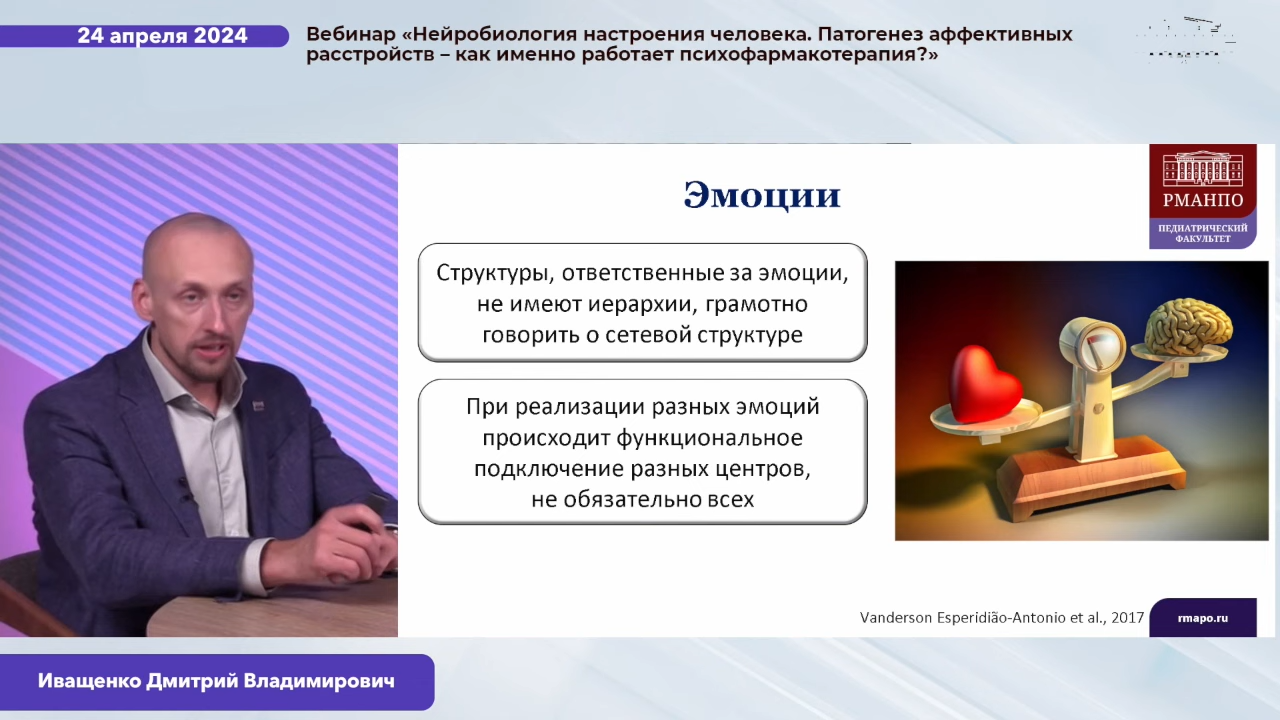 24 апреля 2024
Вебинар «Нейробиология настроения человека. Патогенез аффективных
расстройств – как именно работает психофармакотерапия?»
Эмоции
РМАНПО
ПЕДИАТРИЧЕСКИЙ
ФАКУЛЬТЕТ
Структуры, ответственные за эмоции,
не имеют иерархии, грамотно
говорить о сетевой структуре
При реализации разных эмоций
происходит функциональное
подключение разных центров,
не обязательно всех
Vanderson Esperidião-Antonio et al., 2017
rmapo.ru
Иващенко Дмитрий Владимирович